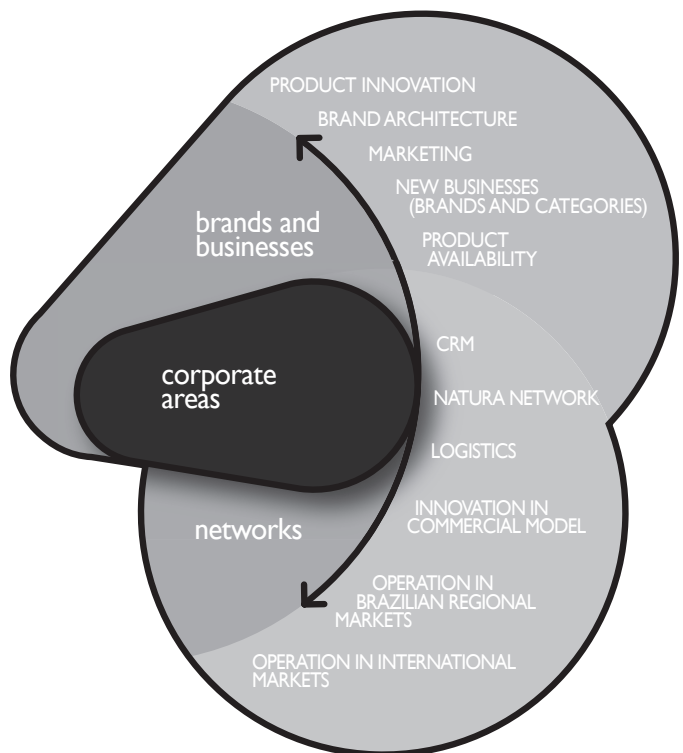 PRODUCT INNOVATION
BRAND ARCHITECTURE
MARKETING
NEW BUSINESSES
(BRANDS AND CATEGORIES)
PRODUCT
AVAILABILITY
brands and
businesses
CRM
corporate
areas
NATURA NETWORK
LOGISTICS
INNOVATION IN
COMMERCIAL MODEL
networks
OPERATION IN
BRAZILIAN REGIONAL
MARKETS
OPERATION IN INTERNATIONAL
MARKETS